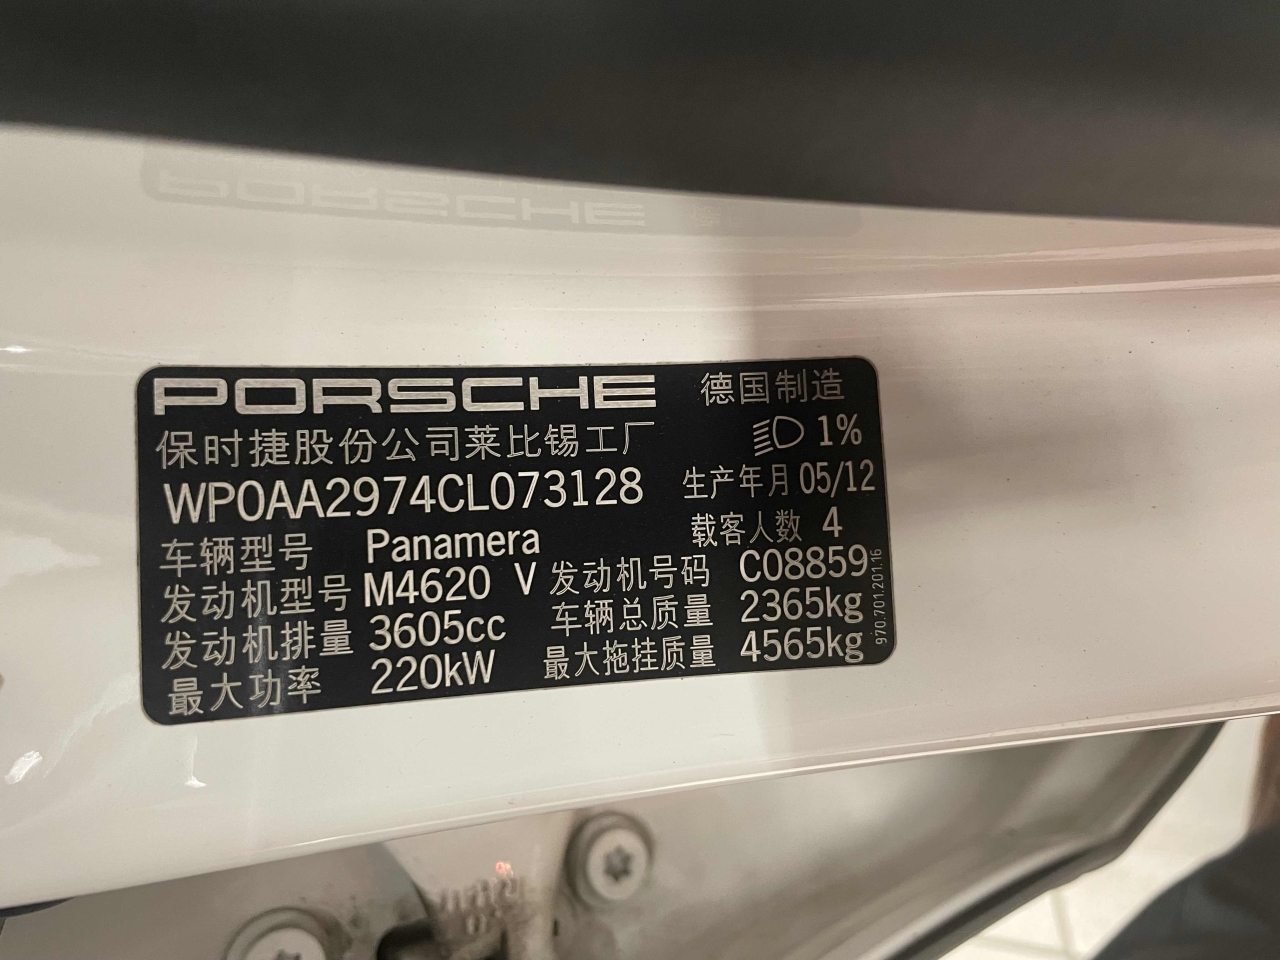 PORSCHE 德国制造
保时捷股份公司莱比锡工厂 1%
WP0AA2974CL073128 生产年月 05/12
载客人数 4
车辆型号 Panamera
发动机型号 M4620 V 发动机号码 C08859
发动机排量 3605cc 车辆总质量 2365kg
最大功率 220kW 最大拖挂质量 4565kg
970.701.201.16